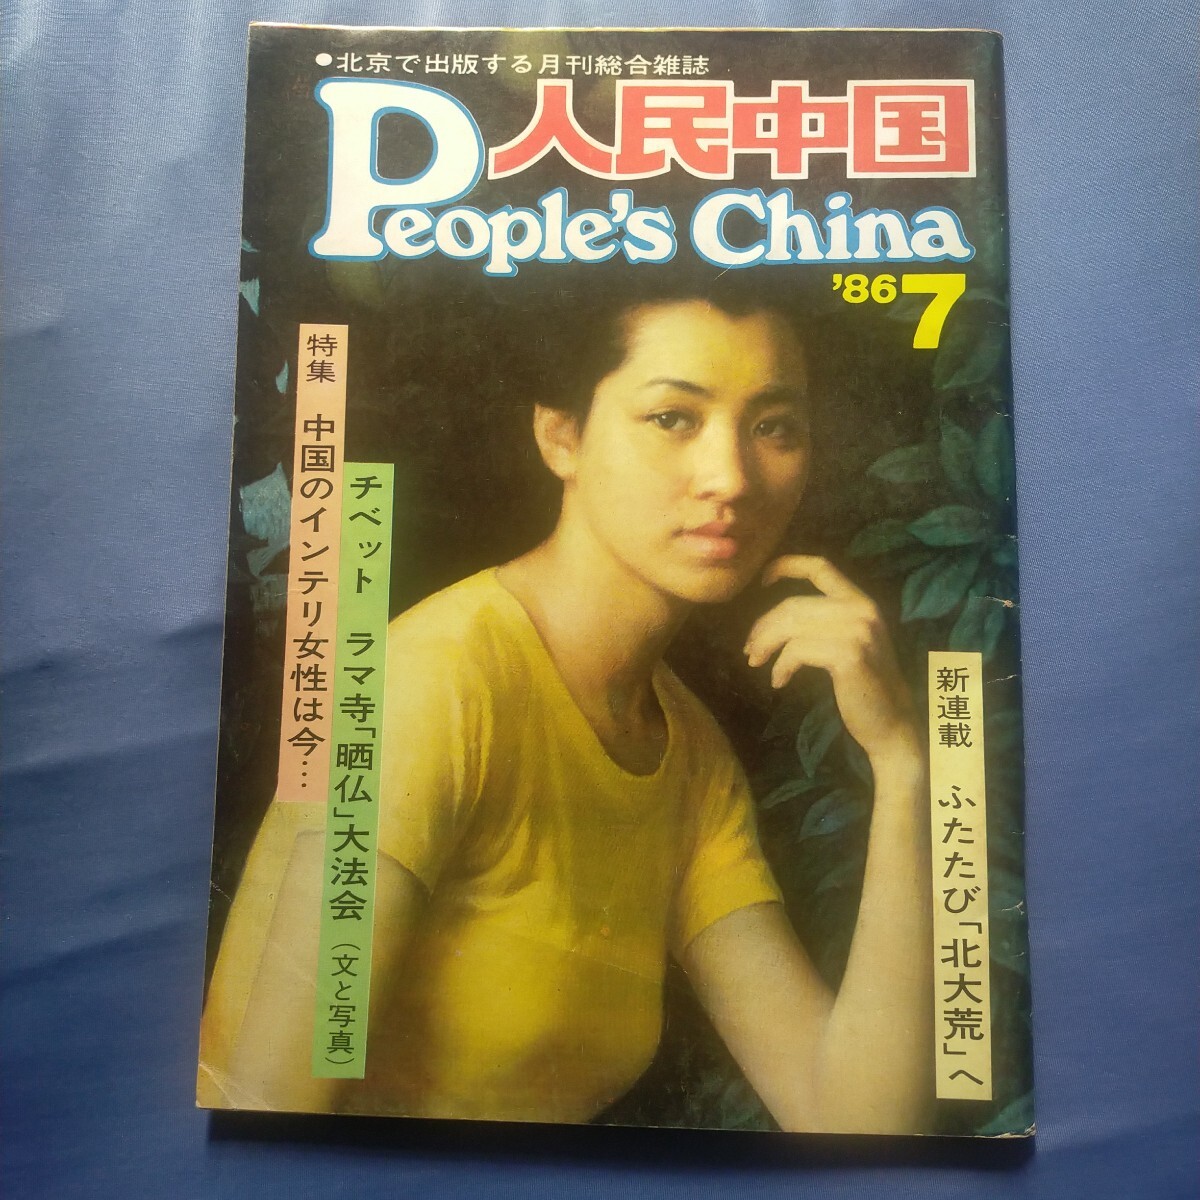 ●北京で出版する月刊総合雑誌
人民中国
People's China
'86 7
特集 中国のインテリ女性は今…
チベット ラマ寺「晒仏」大法会(文と写真)
新連載 ふたたび「北大荒」へ